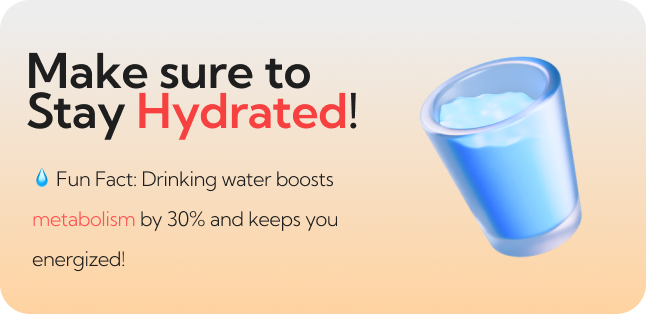 Make sure to
Stay Hydrated!
💧 Fun Fact: Drinking water boosts
metabolism by 30% and keeps you
energized!